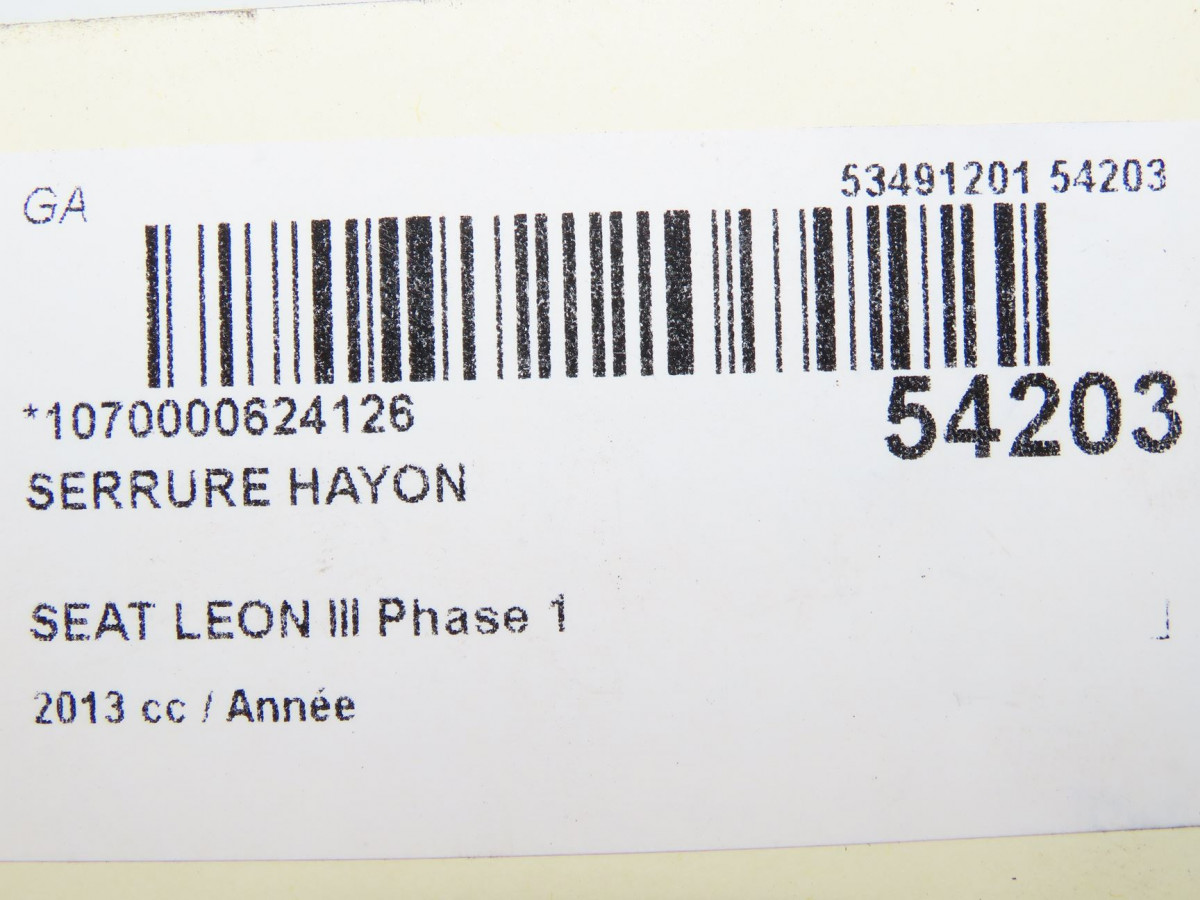 GA
53491201 54203
*1070000624126
54203
SERRURE HAYON
SEAT LEON III Phase 1
2013 cc / Année